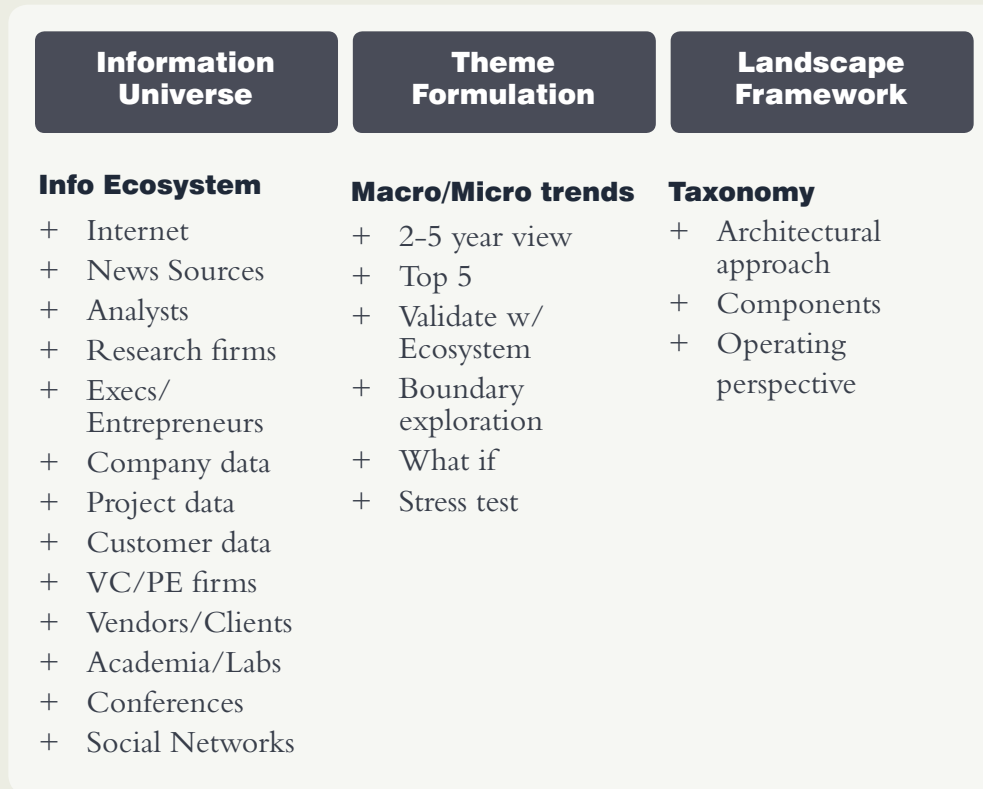 Information
Universe
Theme
Formulation
Landscape
Framework
Info Ecosystem
+ Internet
+ News Sources
+ Analysts
+ Research firms
+ Execs/
Entrepreneurs
+ Company data
+ Project data
+ Customer data
+ VC/PE firms
+ Vendors/Clients
+ Academia/Labs
+ Conferences
+ Social Networks
Macro/Micro trends
+ 2-5 year view
+ Top 5
+ Validate w/
Ecosystem
+ Boundary
exploration
+ What if
+ Stress test
Taxonomy
+ Architectural
approach
+ Components
+ Operating
perspective